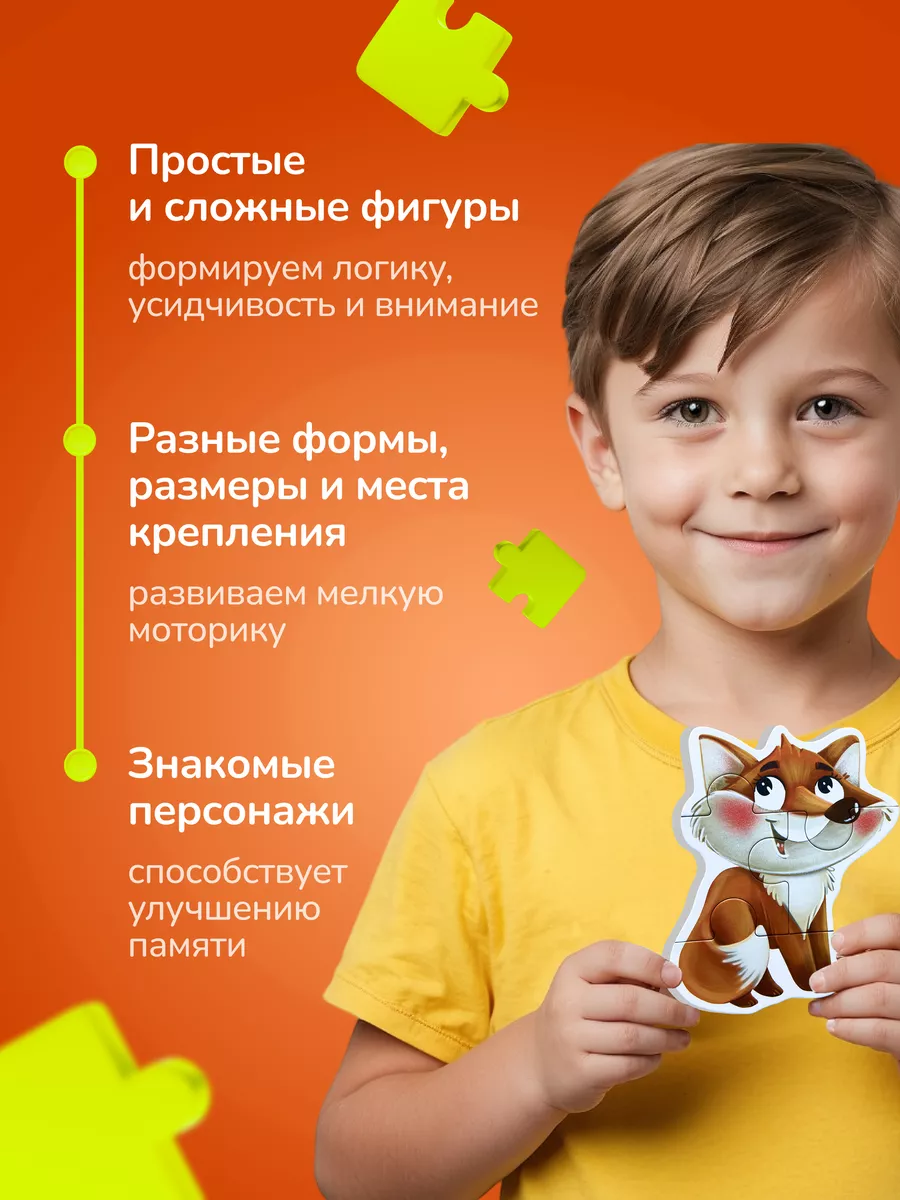 Простые
и сложные фигуры
формируем логику,
усидчивость и внимание
Разные формы,
размеры и места
крепления
развиваем мелкую
моторику
Знакомые
персонажи
способствует
улучшению
памяти